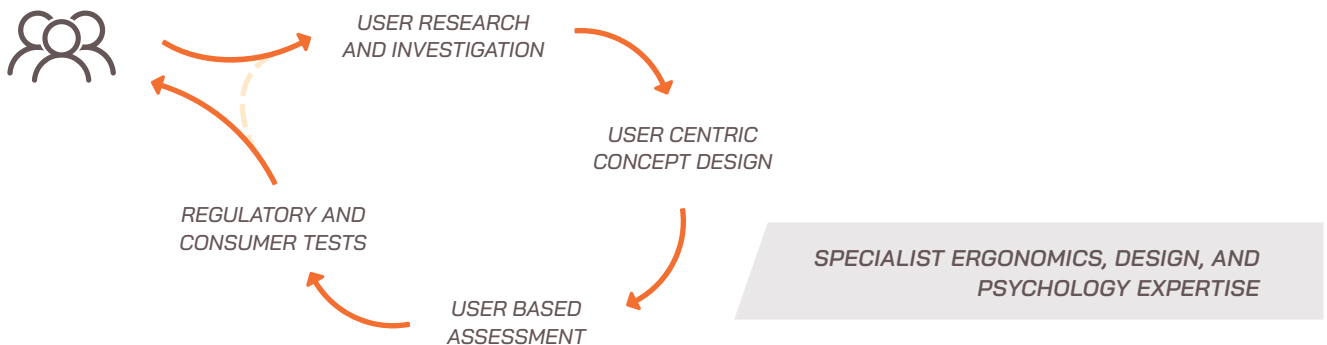 USER RESEARCH
AND INVESTIGATION
USER CENTRIC
CONCEPT DESIGN
REGULATORY AND
CONSUMER TESTS
SPECIALIST ERGONOMICS, DESIGN, AND
PSYCHOLOGY EXPERTISE
USER BASED
ASSESSMENT